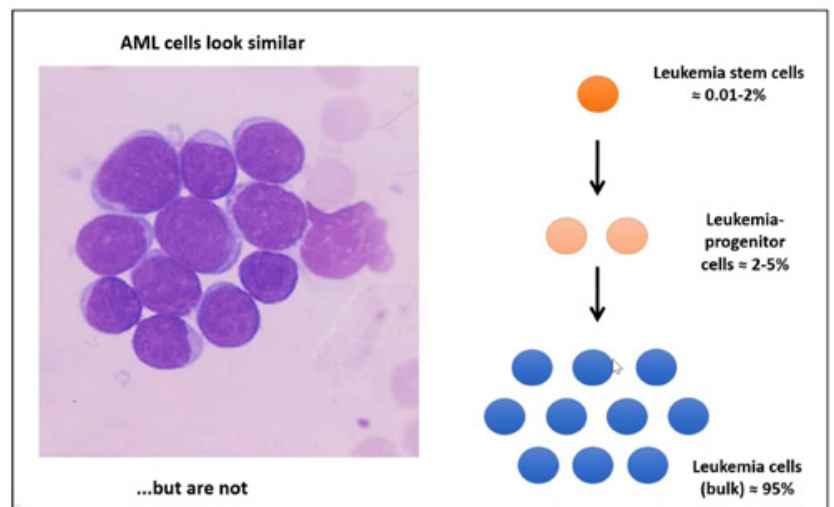 AML cells look similar
Leukemia stem cells
≈ 0.01-2%
Leukemia-
progenitor
cells ≈ 2-5%
Leukemia cells
(bulk) ≈ 95%
...but are not